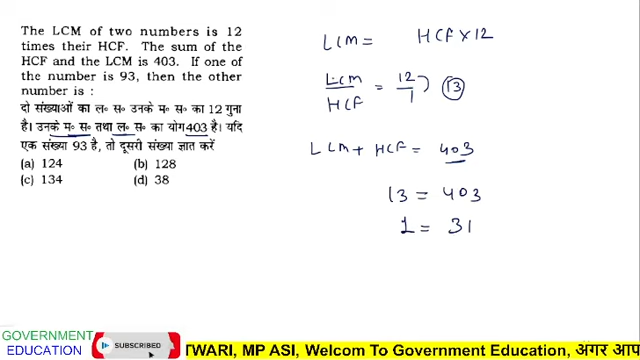 The LCM of two numbers is 12
times their HCF. The sum of the
HCF and the LCM is 403. If one of
the number is 93, then the other
number is :
दो संख्याओं का ल० स० उनके म० स० का 12 गुना
है। उनके म० स० तथा ल० स० का योग 403 है। यदि
एक संख्या 93 है, तो दूसरी संख्या ज्ञात करें
(a) 124 (b) 128
(c) 134 (d) 38
LCM = HCF × 12
LCM/HCF = 12/1 ) 13
LCM + HCF = 403
13 = 403
1 = 31
GOVERNMENT
EDUCATION
SUBSCRIBED
TWARI, MP ASI, Welcom To Government Education, अगर आप